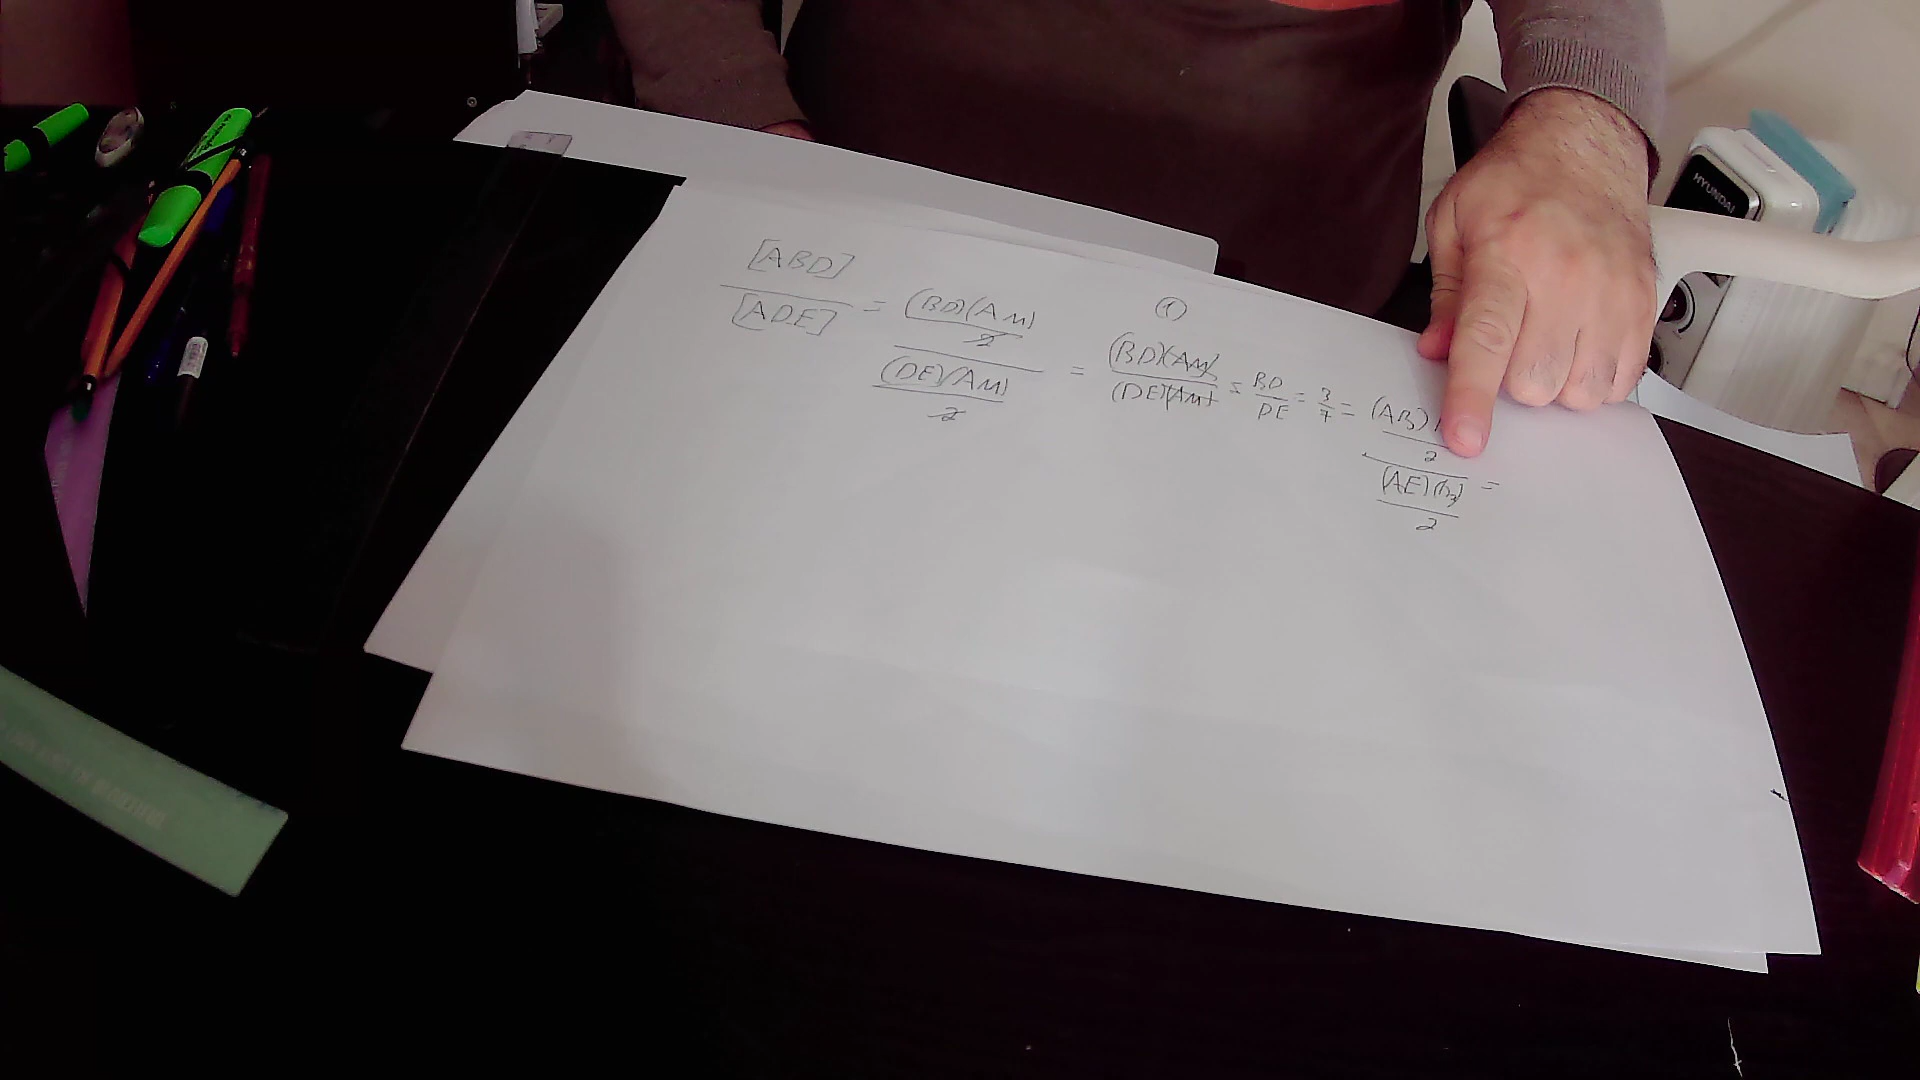 [ABD]
[ADE]
= (BD)(AM)
2
(DE)(AM)
2
①
= (BD)(AM)
(DE)(AM)
= BD
DE
= 3
7
= (AB)
2
(AE)(h2)
2
=
HYUNDAI